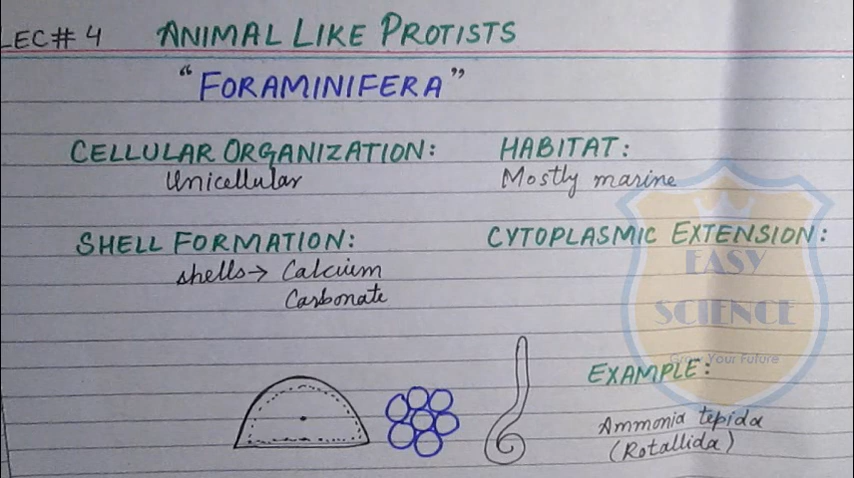 LEC# 4 ANIMAL LIKE PROTISTS
"FORAMINIFERA"
CELLULAR ORGANIZATION:
Unicellular
HABITAT:
Mostly marine
SHELL FORMATION:
shells→ Calcium
Carbonate
CYTOPLASMIC EXTENSION:
EASY
SCIENCE
Grow Your Future
EXAMPLE:
Ammonia tepida
(Rotallida)